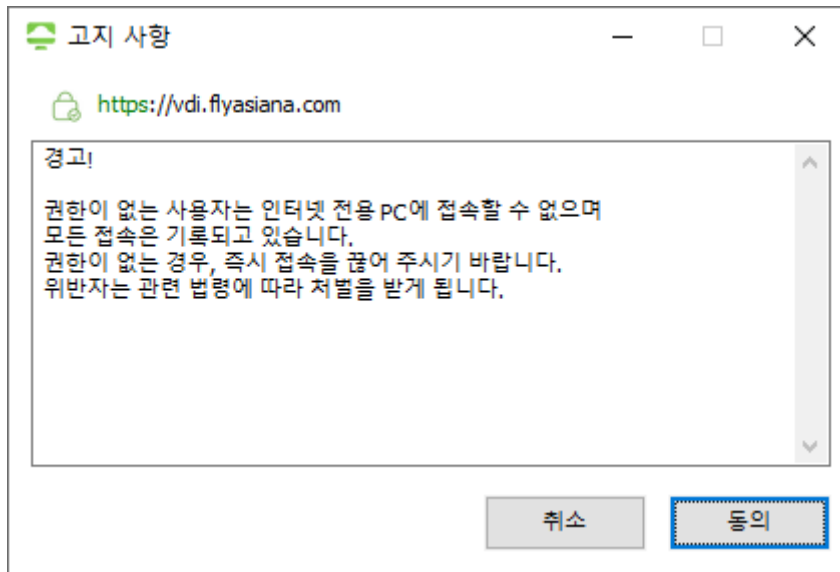 고지 사항
https://vdi.flyasiana.com
경고!
권한이 없는 사용자는 인터넷 전용 PC에 접속할 수 없으며
모든 접속은 기록되고 있습니다.
권한이 없는 경우, 즉시 접속을 끊어 주시기 바랍니다.
위반자는 관련 법령에 따라 처벌을 받게 됩니다.
취소
동의